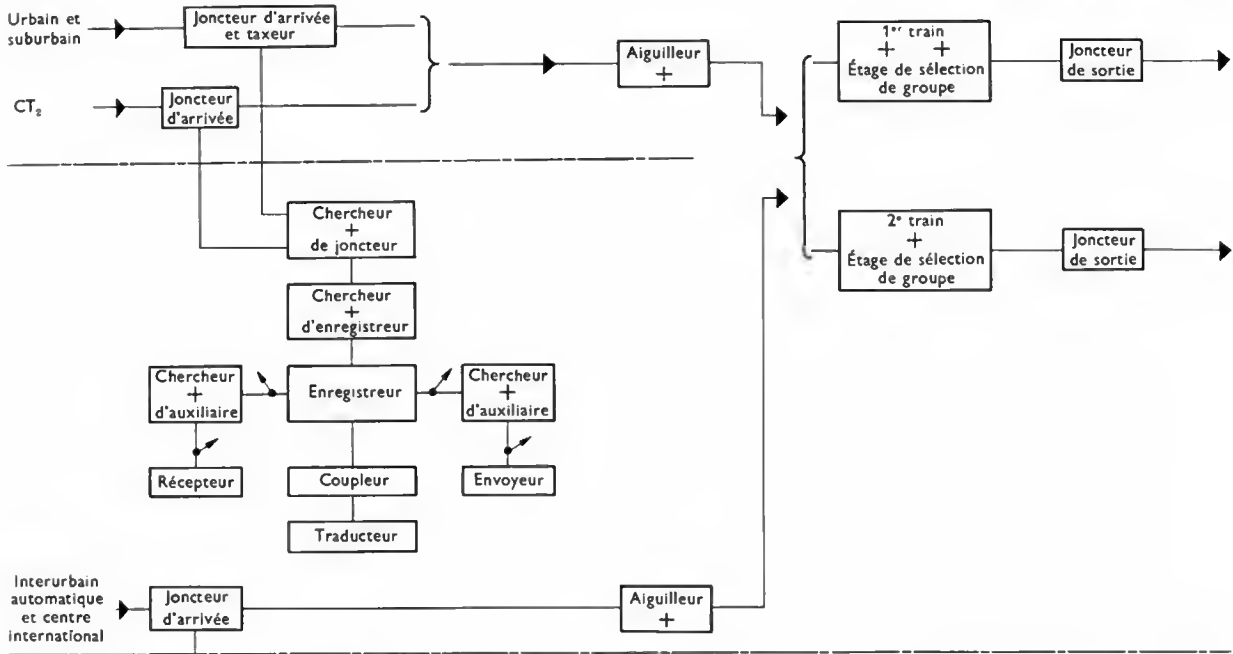 Urbain et
suburbain
Joncteur d'arrivée
et taxeur
CT₂
Joncteur
d'arrivée
Aiguilleur
+
1er train
+ +
Étage de sélection
de groupe
Joncteur
de sortie
Chercheur
+
de joncteur
Chercheur
+
d'enregistreur
2e train
+
Étage de sélection
de groupe
Joncteur
de sortie
Chercheur
+
d'auxiliaire
Enregistreur
Chercheur
+
d'auxiliaire
Récepteur
Coupleur
Envoyeur
Traducteur
Interurbain
automatique
et centre
international
Joncteur
d'arrivée
Aiguilleur
+